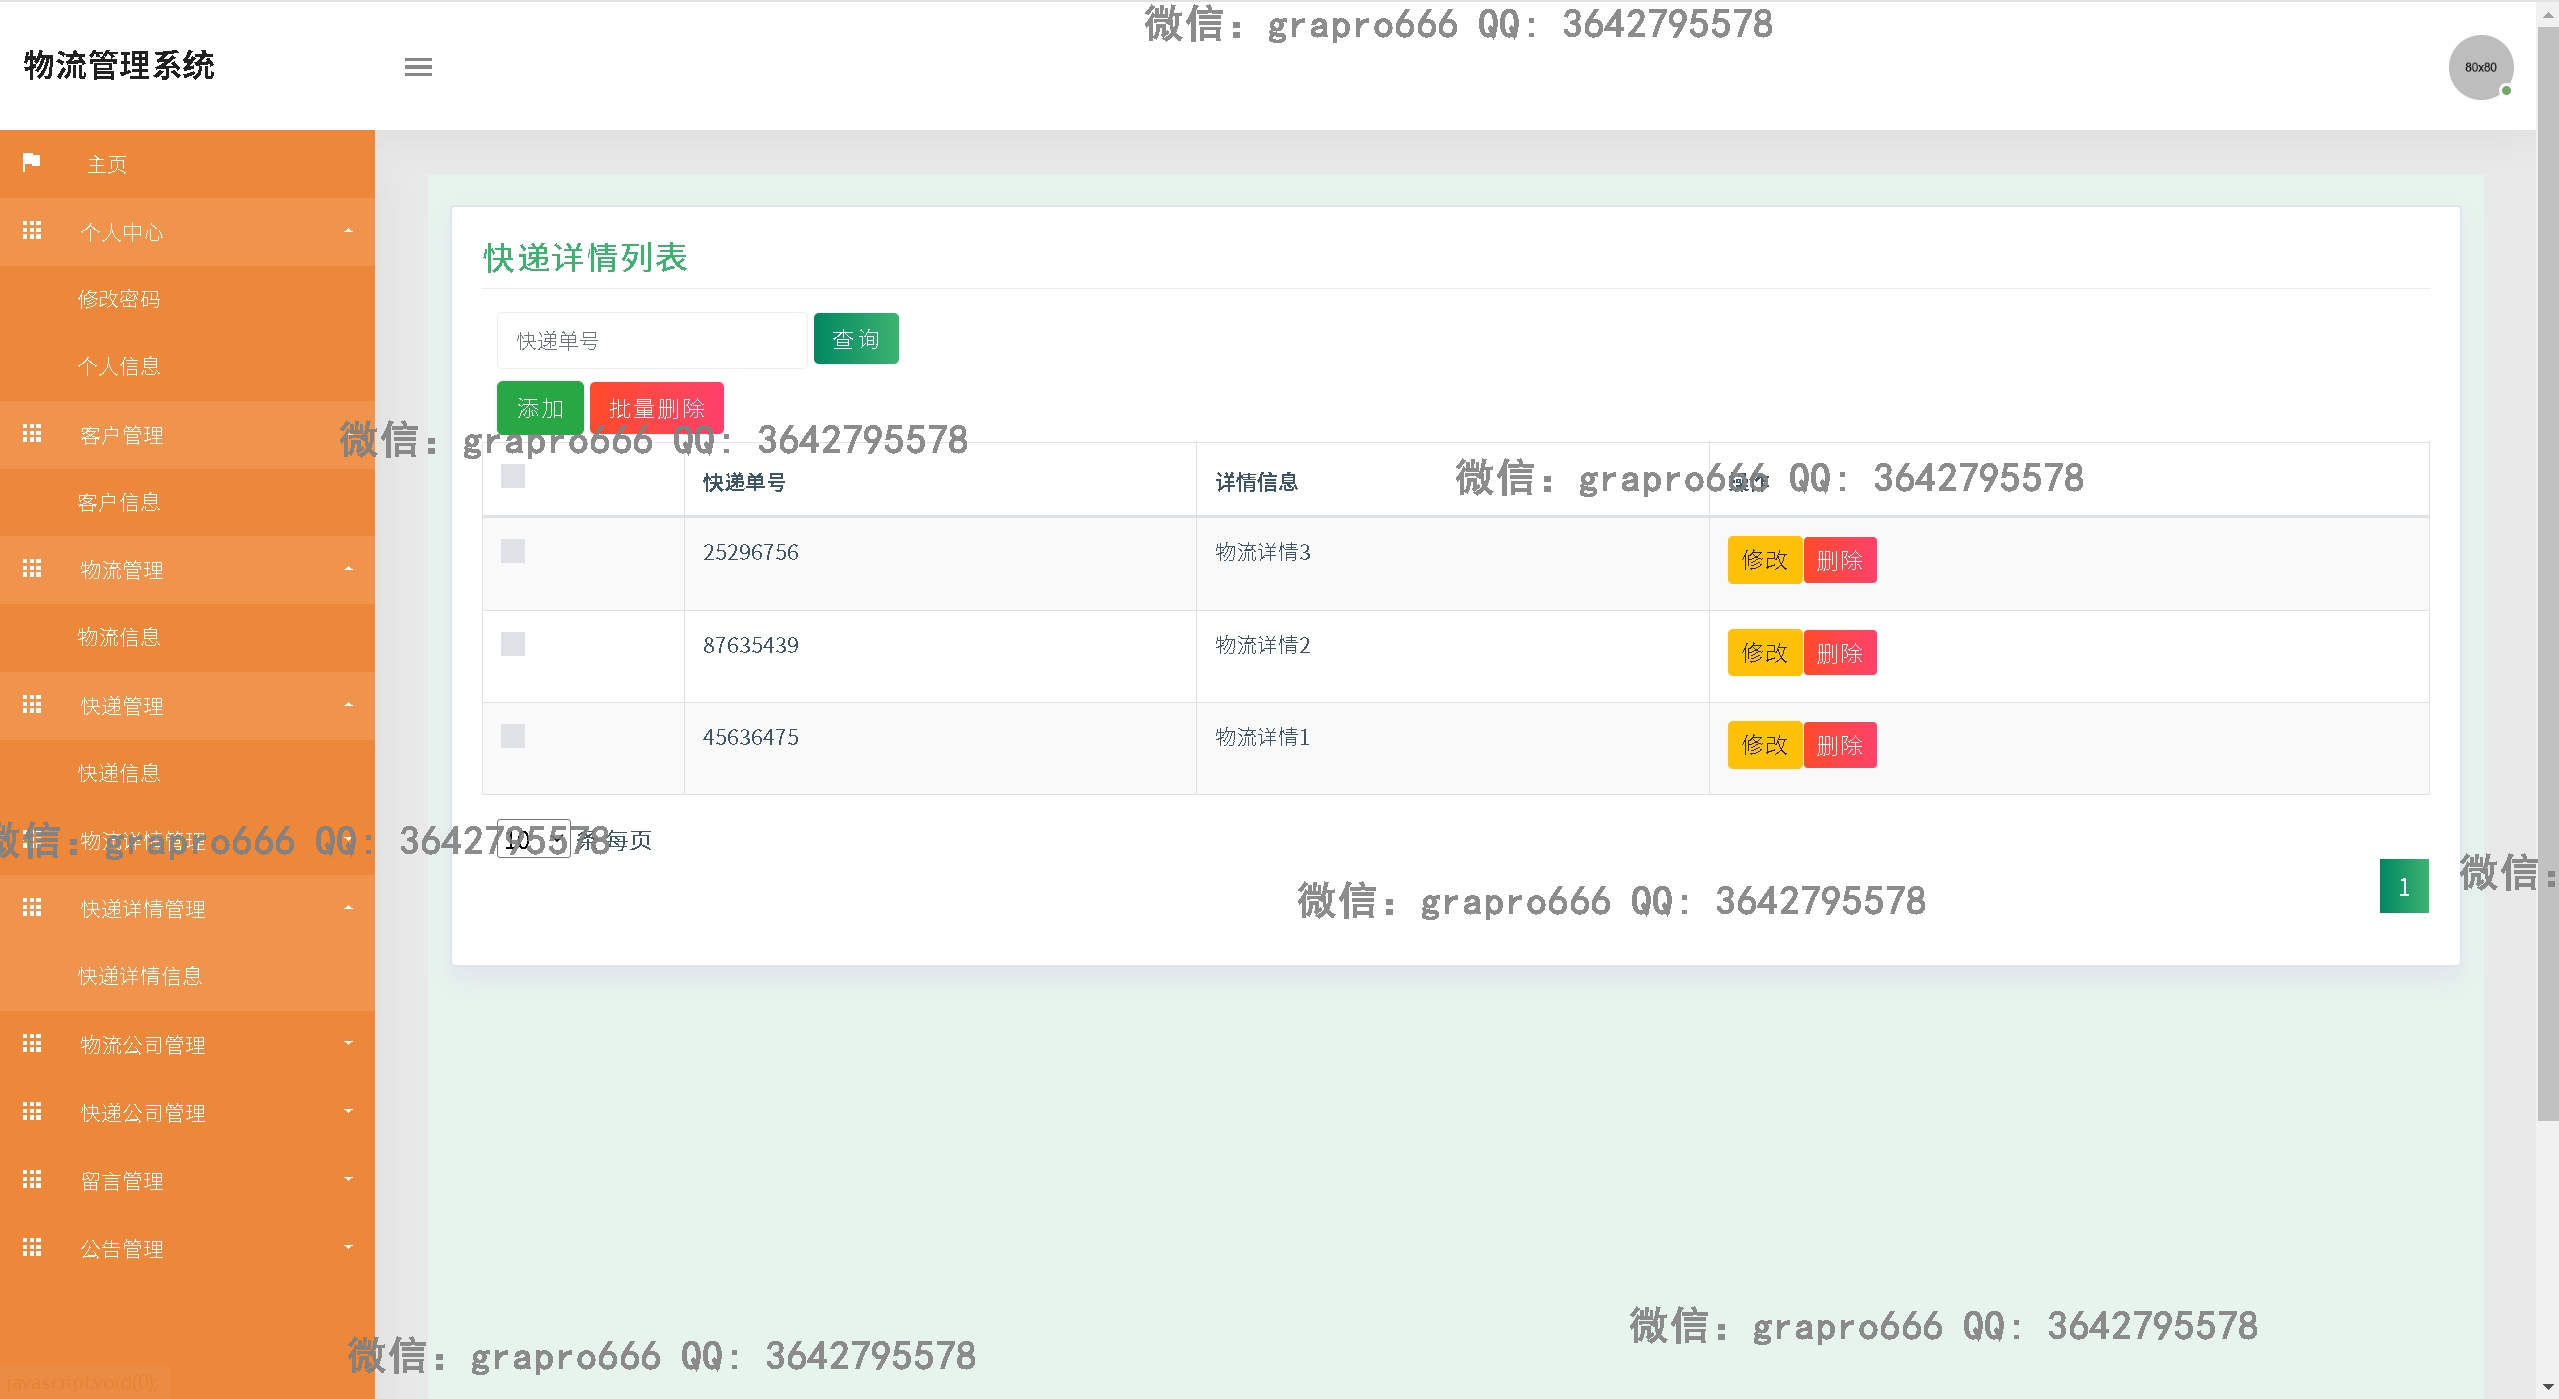 微信：grapro666 QQ: 3642795578
物流管理系统
80x80
主页
个人中心
修改密码
个人信息
客户管理
客户信息
物流管理
物流信息
快递管理
快递信息
物流详情管理
快递详情管理
快递详情信息
物流公司管理
快递公司管理
留言管理
公告管理
javascript:void(0);
快递详情列表
快递单号 查询
添加 批量删除
微信：grapro666 QQ: 3642795578
快递单号 详情信息 操作
微信：grapro666 QQ: 3642795578
25296756 物流详情3 修改 删除
87635439 物流详情2 修改 删除
45636475 物流详情1 修改 删除
10 条 每页
微信：grapro666 QQ: 3642795578
1
微信：
微信：grapro666 QQ: 3642795578
微信：grapro666 QQ: 3642795578
微信：grapro666 QQ: 3642795578